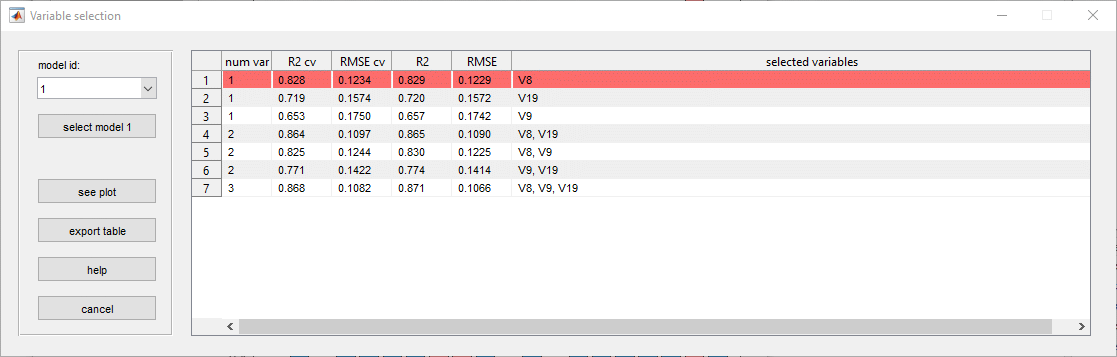 Variable selection
model id:
1
select model 1
see plot
export table
help
cancel
num var R2 cv RMSE cv R2 RMSE selected variables
1 1 0.828 0.1234 0.829 0.1229 V8
2 1 0.719 0.1574 0.720 0.1572 V19
3 1 0.653 0.1750 0.657 0.1742 V9
4 2 0.864 0.1097 0.865 0.1090 V8, V19
5 2 0.825 0.1244 0.830 0.1225 V8, V9
6 2 0.771 0.1422 0.774 0.1414 V9, V19
7 3 0.868 0.1082 0.871 0.1066 V8, V9, V19